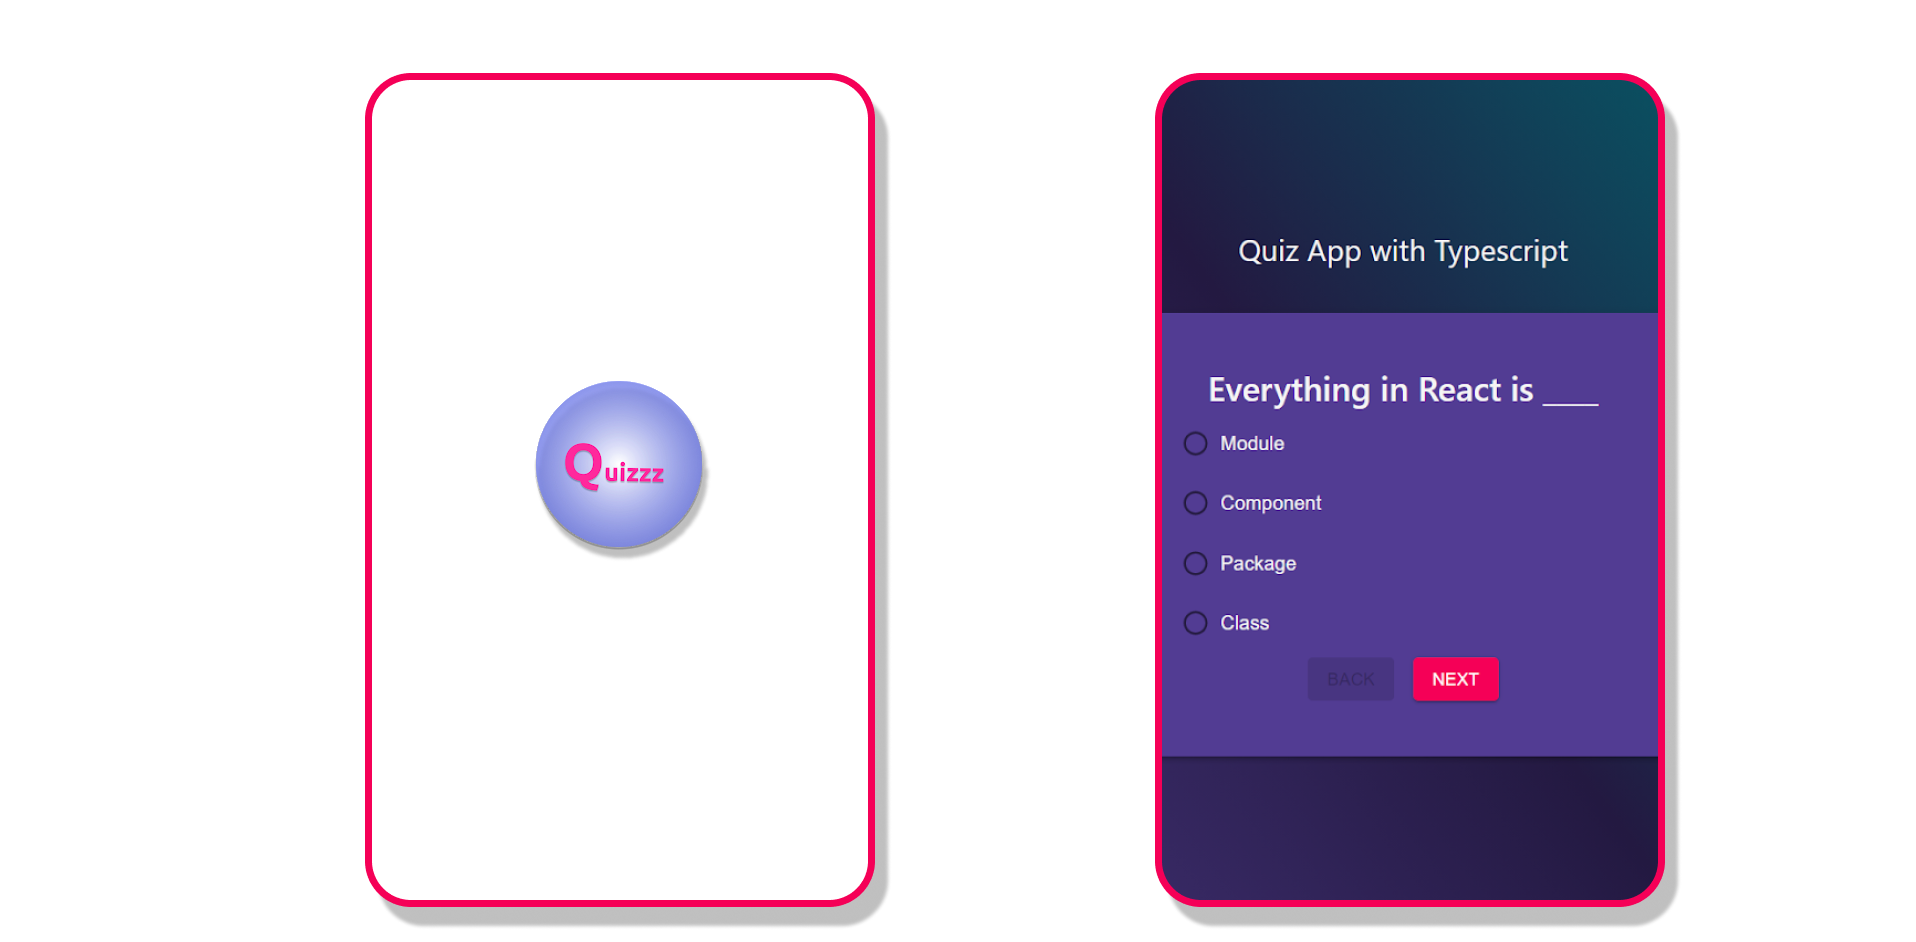 Quizzz
Quiz App with Typescript
Everything in React is ____
Module
Component
Package
Class
BACK NEXT